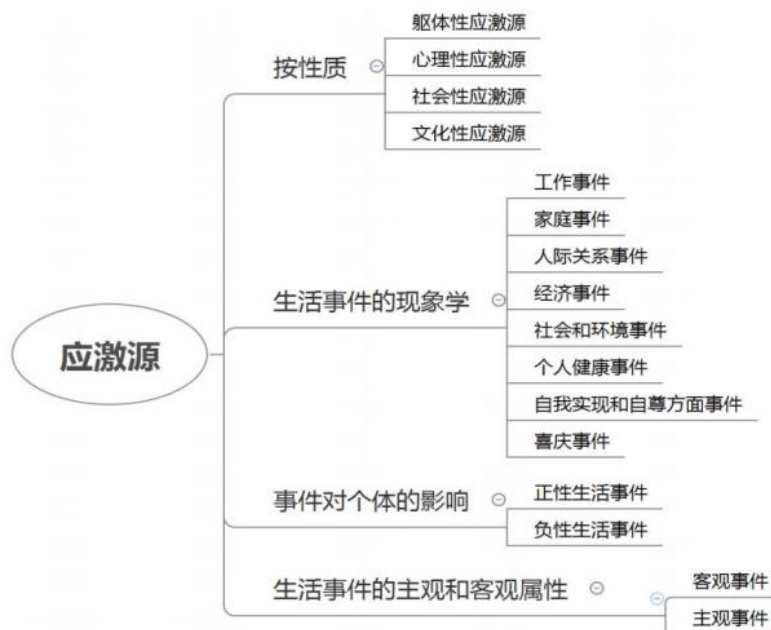 应激源
按性质
躯体性应激源
心理性应激源
社会性应激源
文化性应激源
生活事件的现象学
工作事件
家庭事件
人际关系事件
经济事件
社会和环境事件
个人健康事件
自我实现和自尊方面事件
喜庆事件
事件对个体的影响
正性生活事件
负性生活事件
生活事件的主观和客观属性
客观事件
主观事件